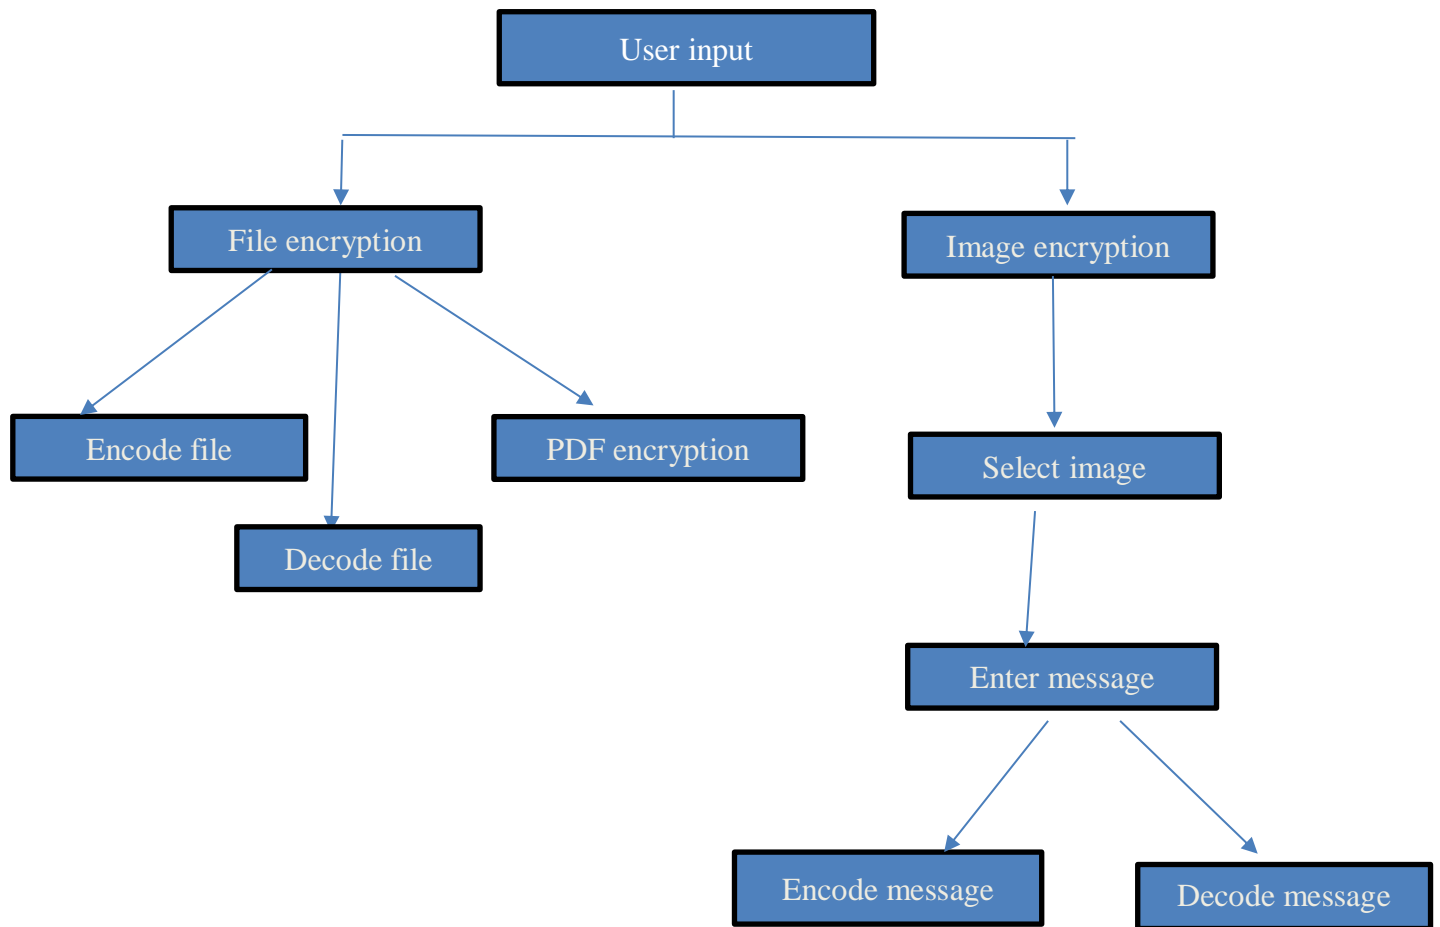 User input
File encryption
Image encryption
Encode file
PDF encryption
Select image
Decode file
Enter message
Encode message
Decode message